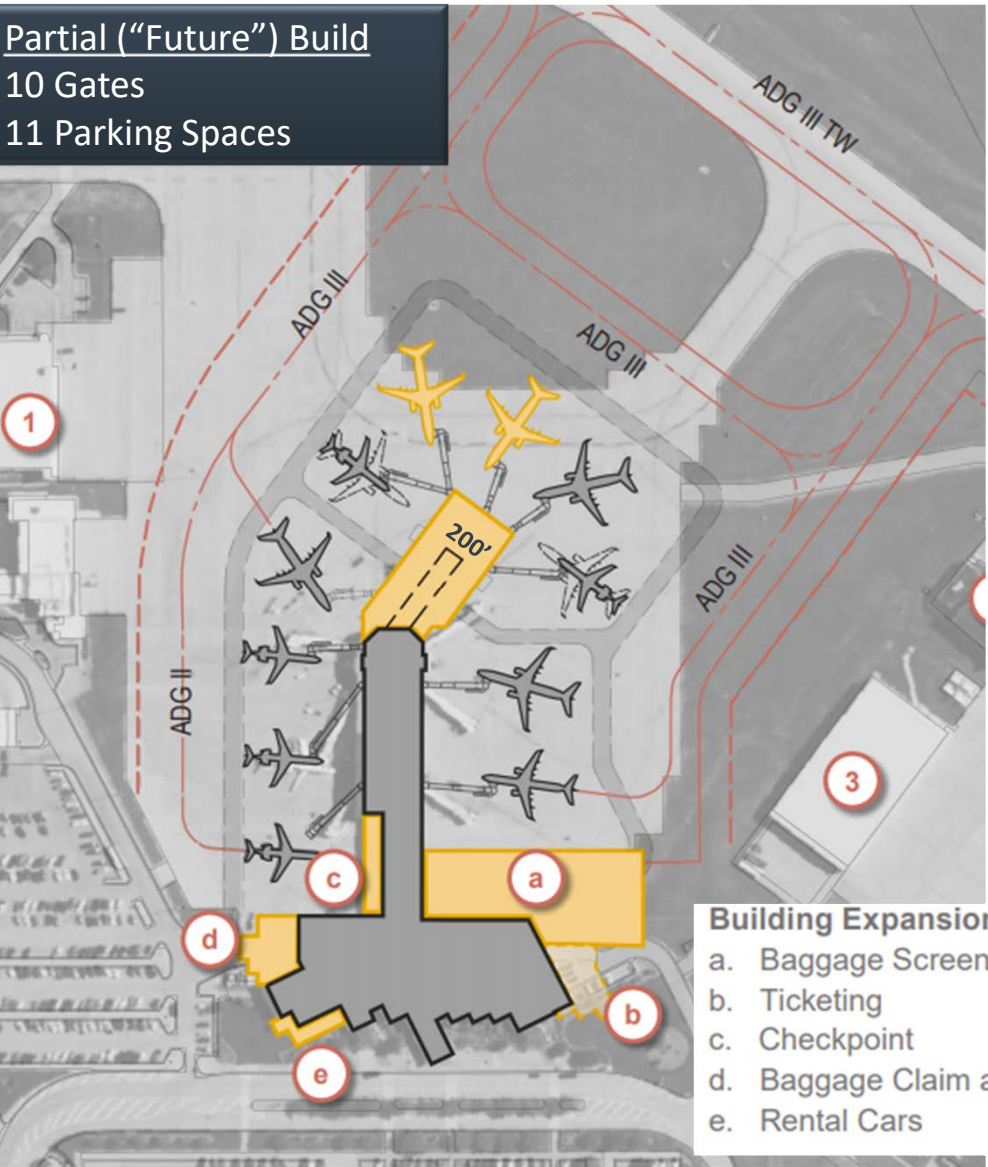 Partial (“Future”) Build
10 Gates
11 Parking Spaces
ADG III TW
ADG III
ADG III
1
200’
ADG III
ADG II
3
c
a
d
b
e
Building Expansion
a. Baggage Screen
b. Ticketing
c. Checkpoint
d. Baggage Claim a
e. Rental Cars